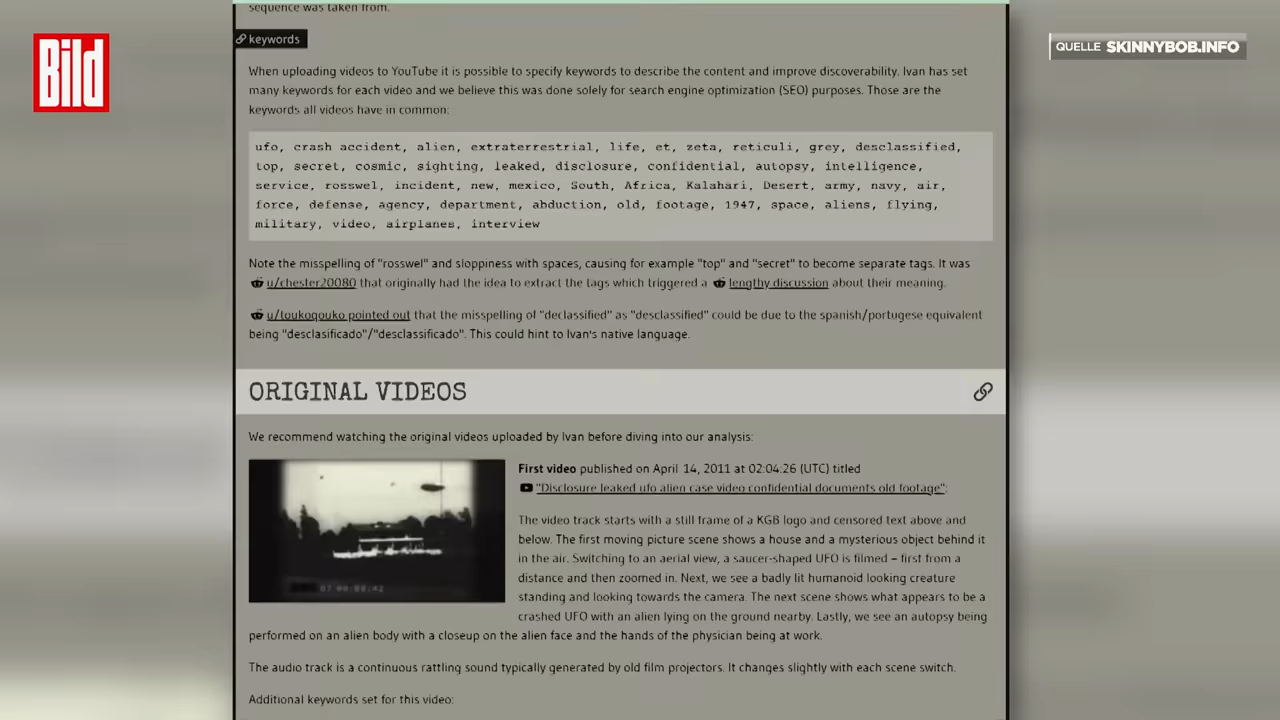 sequence was taken from.
Bild
QUELLE SKINNYBOB.INFO
keywords
When uploading videos to YouTube it is possible to specify keywords to describe the content and improve discoverability. Ivan has set
many keywords for each video and we believe this was done solely for search engine optimization (SEO) purposes. Those are the
keywords all videos have in common:
ufo, crash accident, alien, extraterrestrial, life, et, zeta, reticuli, grey, desclassified,
top, secret, cosmic, sighting, leaked, disclosure, confidential, autopsy, intelligence,
service, rosswel, incident, new, mexico, South, Africa, Kalahari, Desert, army, navy, air,
force, defense, agency, department, abduction, old, footage, 1947, space, aliens, flying,
military, video, airplanes, interview
Note the misspelling of "rosswel" and sloppiness with spaces, causing for example "top" and "secret" to become separate tags. It was
u/chester20080 that originally had the idea to extract the tags which triggered a lengthy discussion about their meaning.
u/toukoqouko pointed out that the misspelling of "declassified" as "desclassified" could be due to the spanish/portugese equivalent
being "desclasificado"/"desclassificado". This could hint to Ivan's native language.
ORIGINAL VIDEOS
We recommend watching the original videos uploaded by Ivan before diving into our analysis:
First video published on April 14, 2011 at 02:04:26 (UTC) titled
"Disclosure leaked ufo alien case video confidential documents old footage":
The video track starts with a still frame of a KGB logo and censored text above and
below. The first moving picture scene shows a house and a mysterious object behind it
in the air. Switching to an aerial view, a saucer-shaped UFO is filmed – first from a
distance and then zoomed in. Next, we see a badly lit humanoid looking creature
standing and looking towards the camera. The next scene shows what appears to be a
crashed UFO with an alien lying on the ground nearby. Lastly, we see an autopsy being
performed on an alien body with a closeup on the alien face and the hands of the physician being at work.
The audio track is a continuous rattling sound typically generated by old film projectors. It changes slightly with each scene switch.
Additional keywords set for this video: